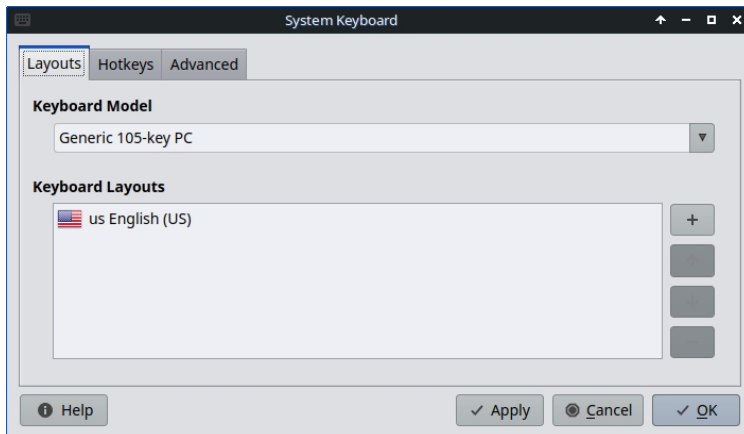 System Keyboard
Layouts Hotkeys Advanced
Keyboard Model
Generic 105-key PC
Keyboard Layouts
us English (US)
Help Apply Cancel OK